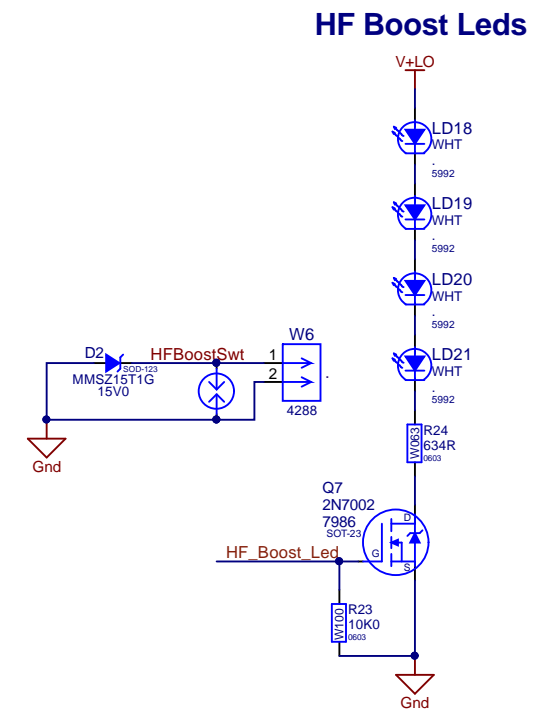 HF Boost Leds
V+LO
LD18
WHT
.
5992
LD19
WHT
.
5992
LD20
WHT
.
5992
LD21
WHT
.
5992
W6
D2
HFBoostSwt
1
SOD-123
2
MMSZ15T1G
15V0
.
4288
Gnd
R24
W063
634R
0603
Q7
2N7002
7986
SOT-23
D
G
S
HF_Boost_Led
R23
W100
10K0
0603
Gnd